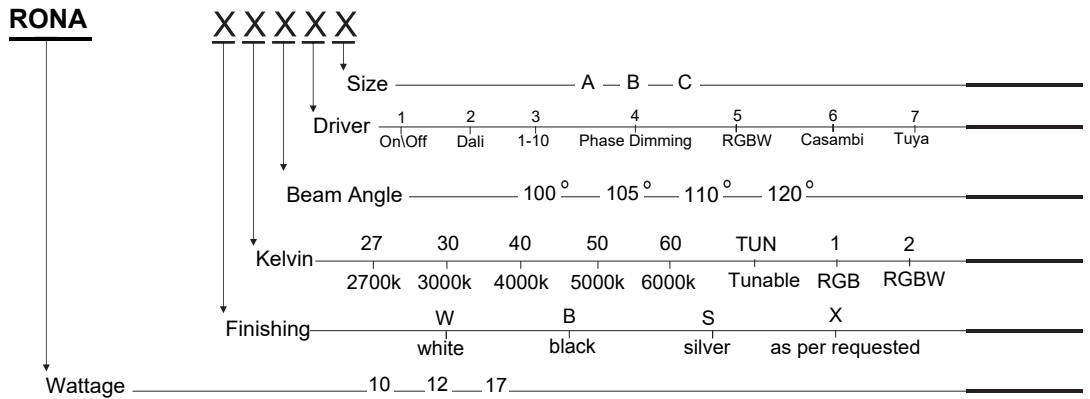 RONA X X X X X
Size A B C
Driver 1 2 3 4 5 6 7
On\Off Dali 1-10 Phase Dimming RGBW Casambi Tuya
Beam Angle 100° 105° 110° 120°
27 30 40 50 60 TUN 1 2
Kelvin
2700k 3000k 4000k 5000k 6000k Tunable RGB RGBW
W B S X
Finishing
white black silver as per requested
Wattage 10 12 17